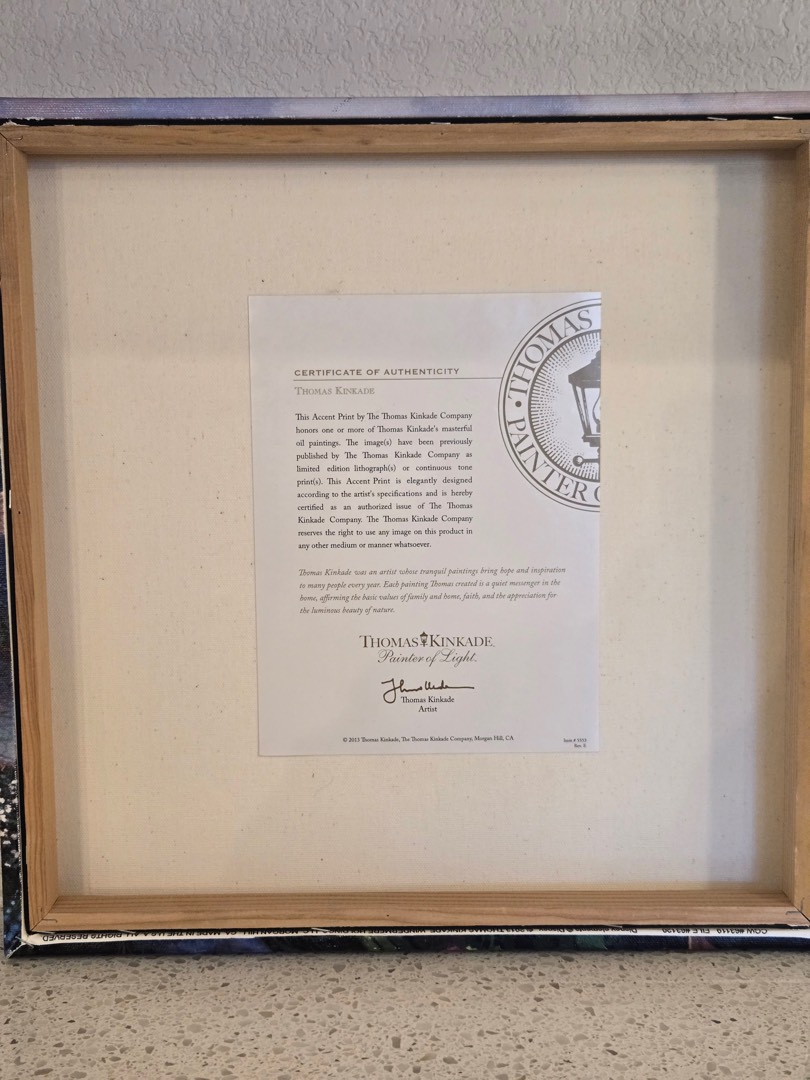 THOMAS
PAINTER O
CERTIFICATE OF AUTHENTICITY
THOMAS KINKADE
This Accent Print by The Thomas Kinkade Company
honors one or more of Thomas Kinkade's masterful
oil paintings. The image(s) have been previously
published by The Thomas Kinkade Company as
limited edition lithograph(s) or continuous tone
print(s). This Accent Print is elegantly designed
according to the artist's specifications and is hereby
certified as an authorized issue of The Thomas
Kinkade Company. The Thomas Kinkade Company
reserves the right to use any image on this product in
any other medium or manner whatsoever.
Thomas Kinkade was an artist whose tranquil paintings bring hope and inspiration
to many people every year. Each painting Thomas created is a quiet messenger in the
home, affirming the basic values of family and home, faith, and the appreciation for
the luminous beauty of nature.
THOMAS KINKADE
Painter of Light
Thomas Kinkade
Artist
© 2013 Thomas Kinkade, The Thomas Kinkade Company, Morgan Hill, CA
Item # 5553
Rev.